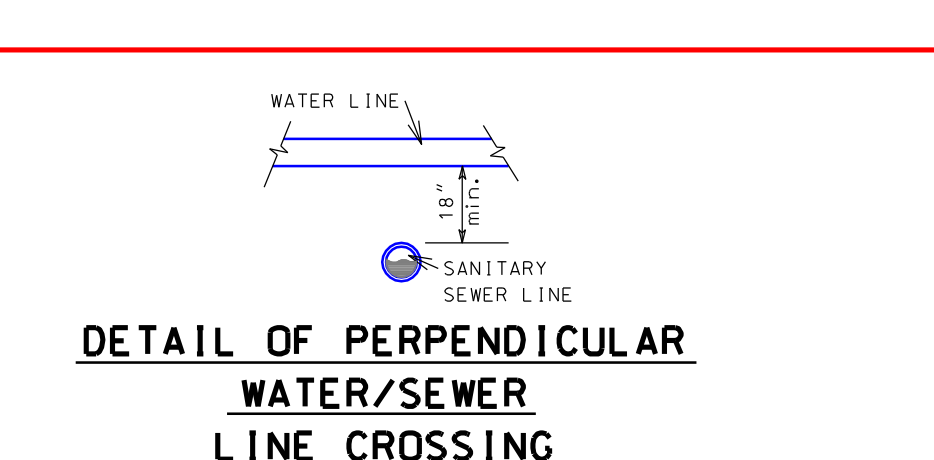 WATER LINE
18"
min.
SANITARY
SEWER LINE
DETAIL OF PERPENDICULAR
WATER/SEWER
LINE CROSSING